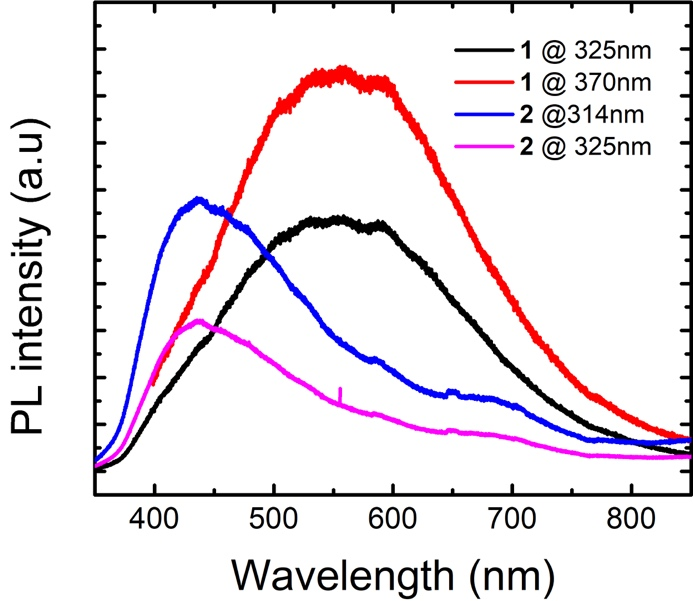 1 @ 325nm
1 @ 370nm
2 @314nm
2 @ 325nm
PL intensity (a.u)
400 500 600 700 800
Wavelength (nm)